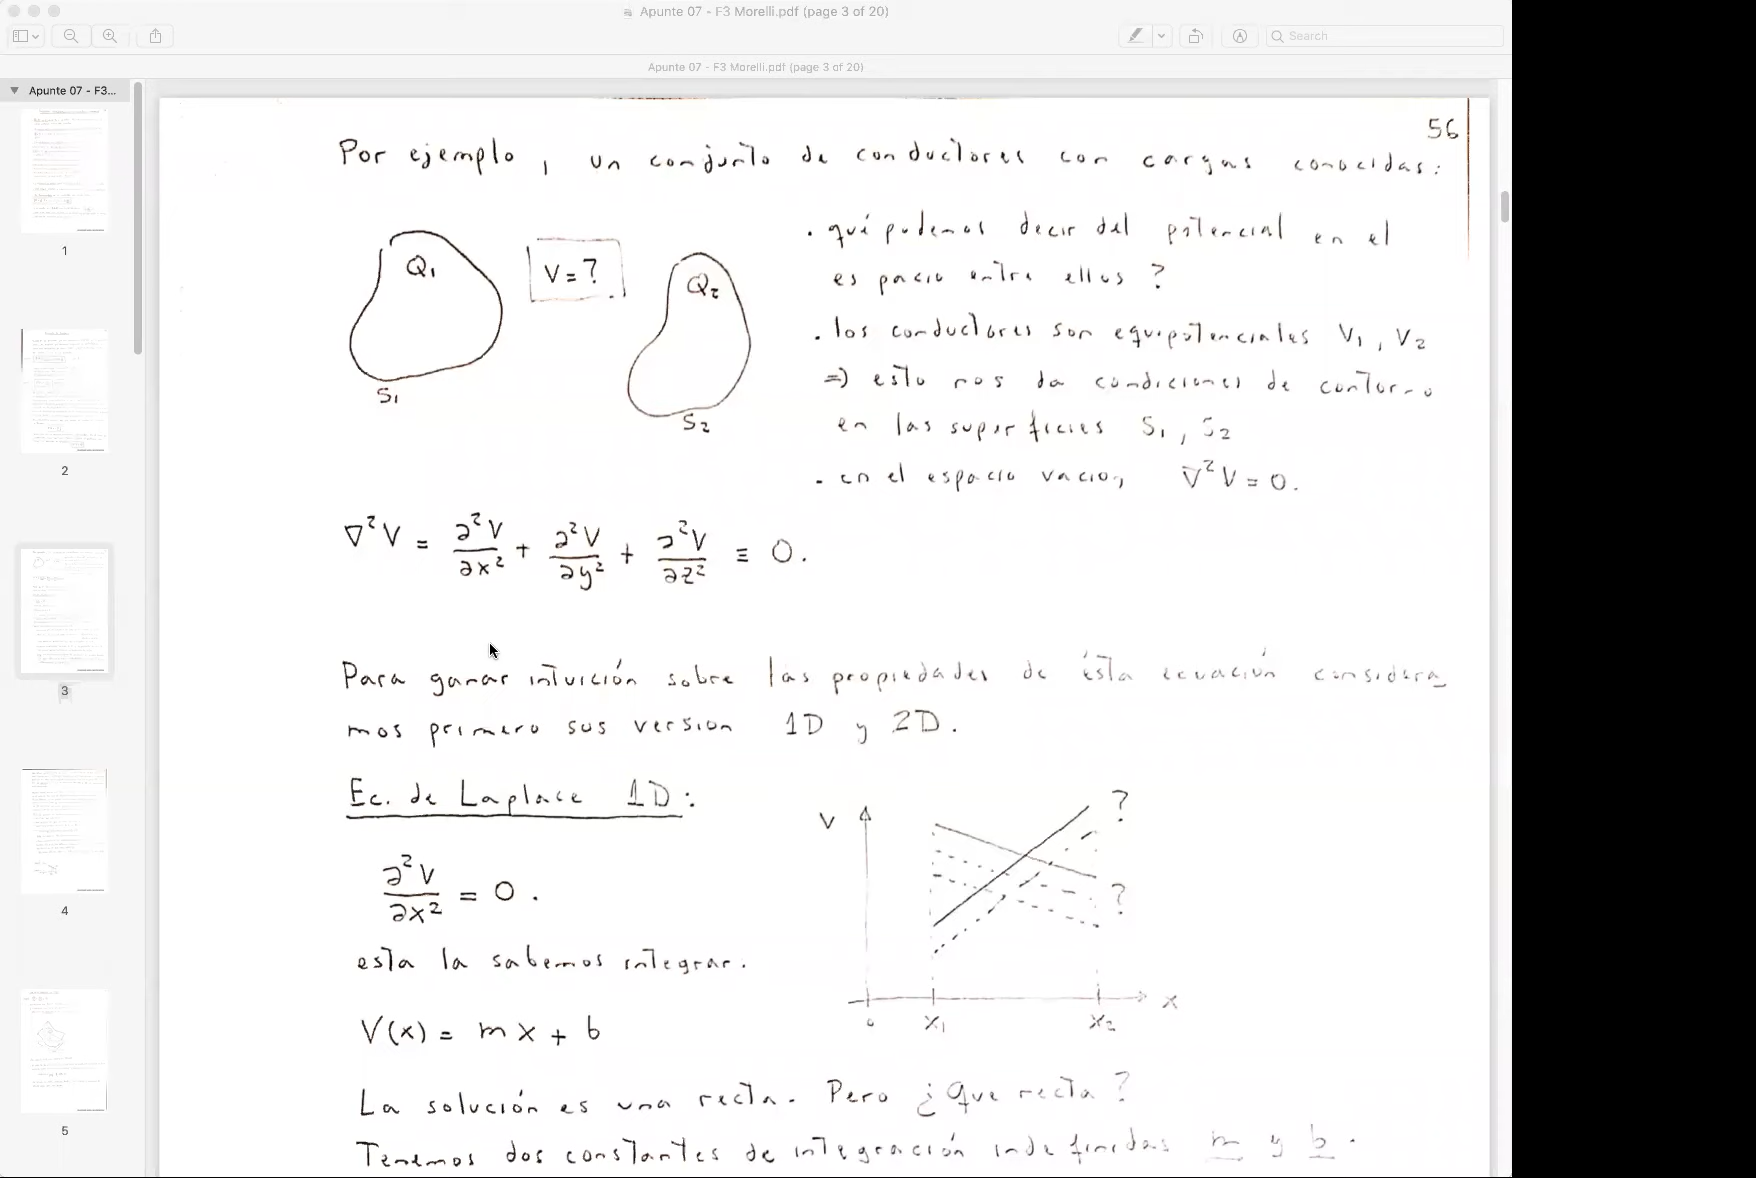 Apunte 07 - F3 Morelli.pdf (page 3 of 20)
Search
Apunte 07 - F3 Morelli.pdf (page 3 of 20)
Apunte 07 - F3...
1
2
3
4
5
56
Por ejemplo, un conjunto de conductores con cargas conocidas:
Q₁
V=?
Q₂
S₁
S₂
. qué podemos decir del potencial en el
espacio entre ellos ?
. los conductores son equipotenciales V₁, V₂
=) esto nos da condiciones de contorno
en las superficies S₁, S₂
. en el espacio vacio, ∇²V = 0.
∇²V = ∂²V/∂x² + ∂²V/∂y² + ∂²V/∂z² ≡ 0.
Para ganar intuición sobre las propiedades de ésta ecuación considera
mos primero sus version 1D y 2D.
Ec. de Laplace 1D:
∂²V/∂x² = 0.
esta la sabemos integrar.
V(x) = mx + b
V
?
?
0
x₁
x₂
x
La solución es una recta. Pero ¿Que recta?
Tenemos dos constantes de integración indefinidas m y b.